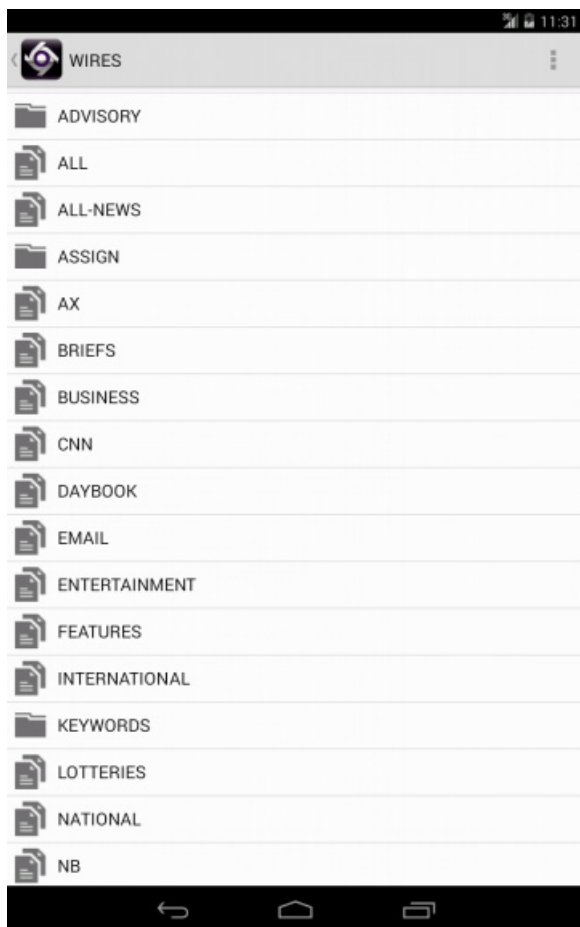 3G 11:31
WIRES
ADVISORY
ALL
ALL-NEWS
ASSIGN
AX
BRIEFS
BUSINESS
CNN
DAYBOOK
EMAIL
ENTERTAINMENT
FEATURES
INTERNATIONAL
KEYWORDS
LOTTERIES
NATIONAL
NB